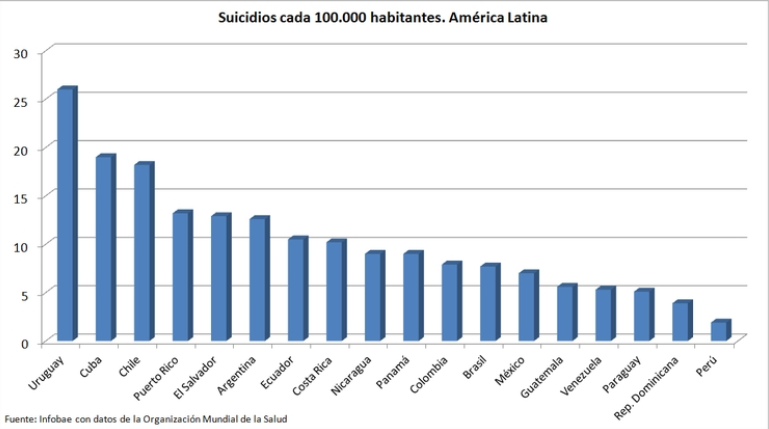 Suicidios cada 100.000 habitantes. América Latina
30
25
20
15
10
5
0
Uruguay
Cuba
Chile
Puerto Rico
El Salvador
Argentina
Ecuador
Costa Rica
Nicaragua
Panamá
Colombia
Brasil
México
Guatemala
Venezuela
Paraguay
Rep. Dominicana
Perú
Fuente: Infobae con datos de la Organización Mundial de la Salud